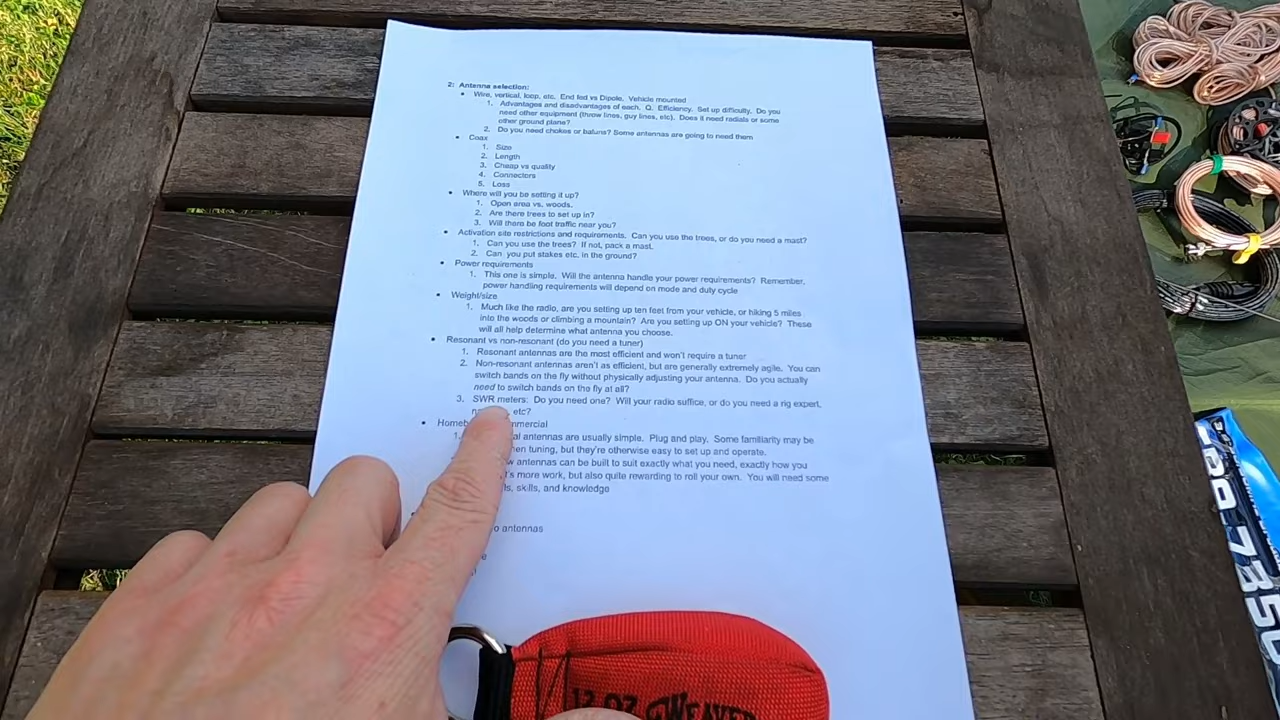 2: Antenna selection:
• Wire, vertical, loop, etc. End fed vs Dipole. Vehicle mounted
1. Advantages and disadvantages of each. Q. Efficiency. Set up difficulty. Do you
need other equipment (throw lines, guy lines, etc). Does it need radials or some
other ground plane?
2. Do you need chokes or baluns? Some antennas are going to need them
• Coax
1. Size
2. Length
3. Cheap vs quality
4. Connectors
5. Loss
• Where will you be setting it up?
1. Open area vs. woods.
2. Are there trees to set up in?
3. Will there be foot traffic near you?
• Activation site restrictions and requirements. Can you use the trees, or do you need a mast?
1. Can you use the trees? If not, pack a mast.
2. Can you put stakes etc. in the ground?
• Power requirements
1. This one is simple. Will the antenna handle your power requirements? Remember,
power handling requirements will depend on mode and duty cycle
• Weight/size
1. Much like the radio, are you setting up ten feet from your vehicle, or hiking 5 miles
into the woods or climbing a mountain? Are you setting up ON your vehicle? These
will all help determine what antenna you choose.
• Resonant vs non-resonant (do you need a tuner)
1. Resonant antennas are the most efficient and won't require a tuner
2. Non-resonant antennas aren't as efficient, but are generally extremely agile. You can
switch bands on the fly without physically adjusting your antenna. Do you actually
need to switch bands on the fly at all?
3. SWR meters: Do you need one? Will your radio suffice, or do you need a rig expert,
etc?
•
1. antennas are usually simple. Plug and play. Some familiarity may be
tuning, but they're otherwise easy to set up and operate.
antennas can be built to suit exactly what you need, exactly how you
more work, but also quite rewarding to roll your own. You will need some
skills, and knowledge
antennas
12 OZ WEAVER